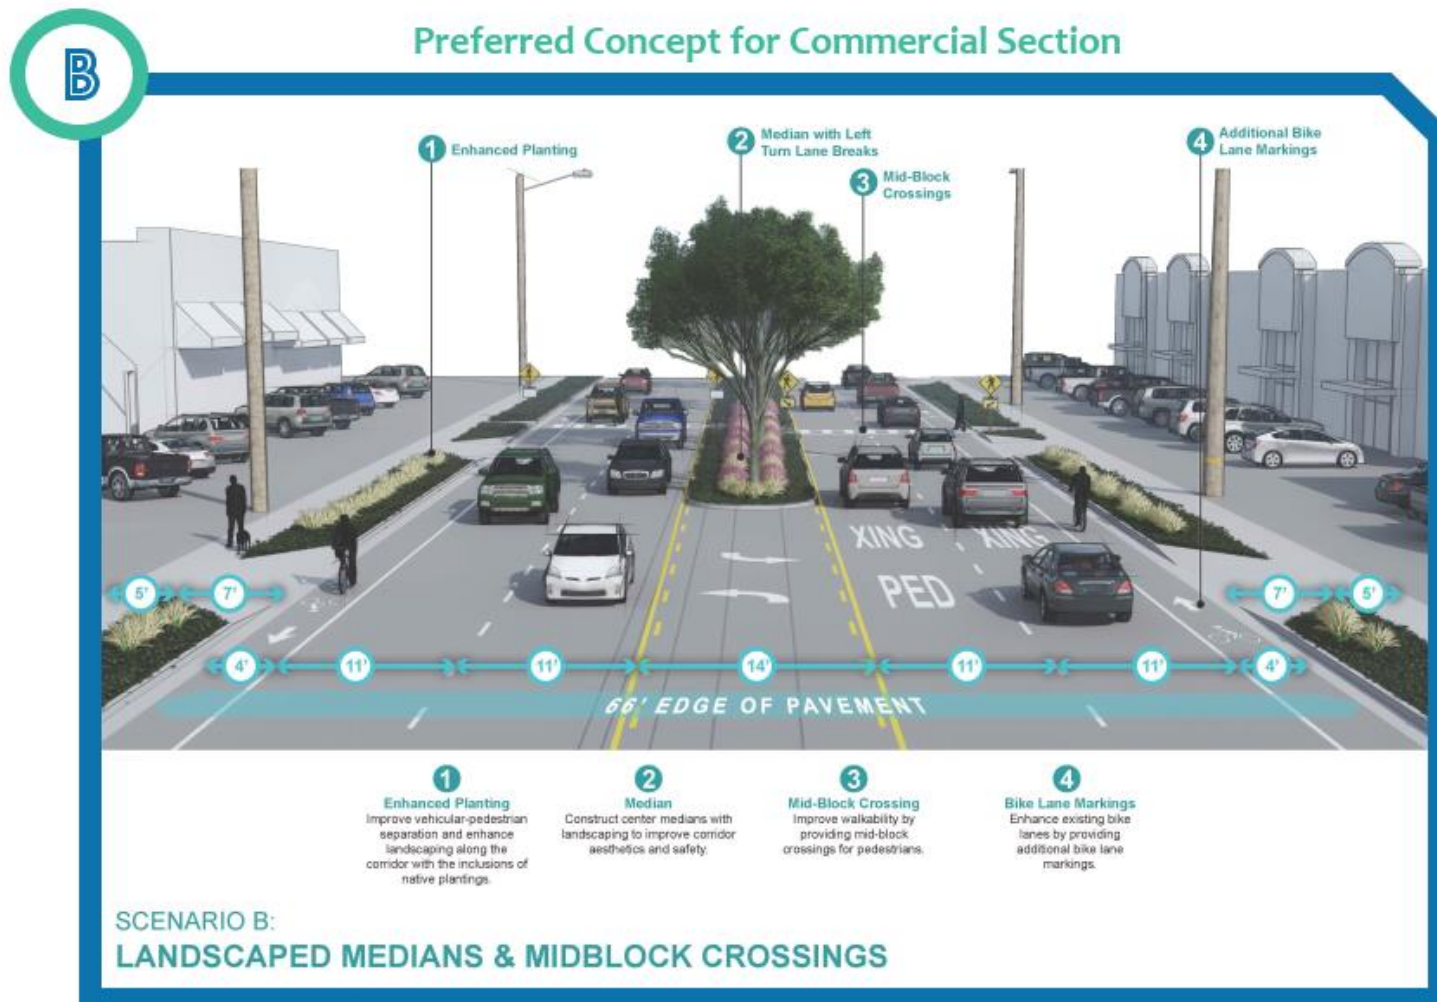 B
Preferred Concept for Commercial Section
1 Enhanced Planting
2 Median with Left
Turn Lane Breaks
3 Mid-Block
Crossings
4 Additional Bike
Lane Markings
XING XING
PED
5' 7' 7' 5'
4' 11' 11' 14' 11' 11' 4'
66' EDGE OF PAVEMENT
1
Enhanced Planting
Improve vehicular-pedestrian
separation and enhance
landscaping along the
corridor with the inclusions of
native plantings.
2
Median
Construct center medians with
landscaping to improve corridor
aesthetics and safety.
3
Mid-Block Crossing
Improve walkability by
providing mid-block
crossings for pedestrians.
4
Bike Lane Markings
Enhance existing bike
lanes by providing
additional bike lane
markings.
SCENARIO B:
LANDSCAPED MEDIANS & MIDBLOCK CROSSINGS